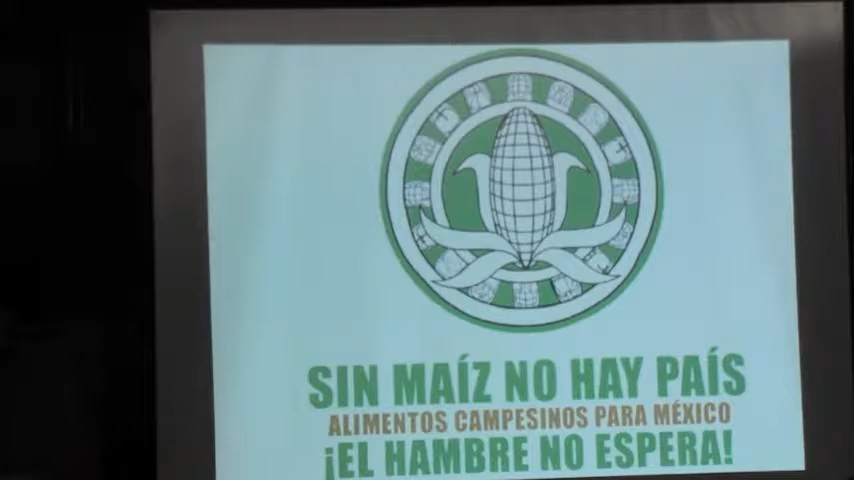 SIN MAÍZ NO HAY PAÍS
ALIMENTOS CAMPESINOS PARA MÉXICO
¡EL HAMBRE NO ESPERA!